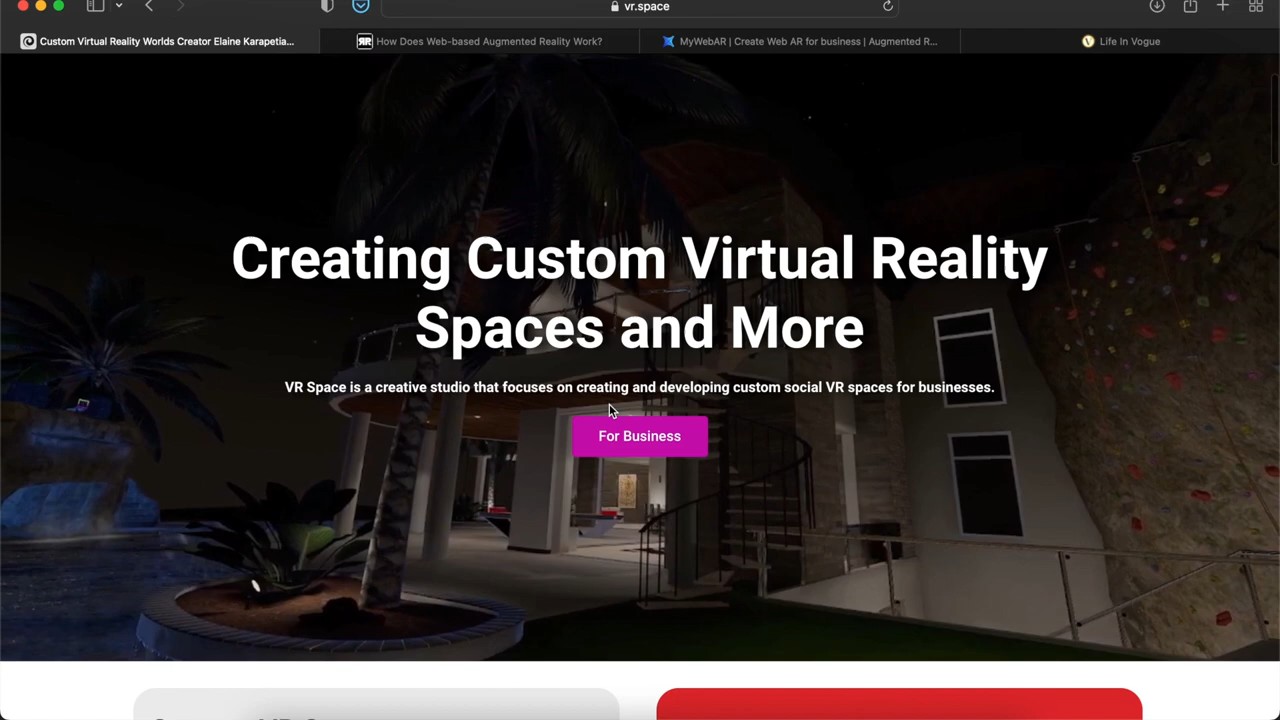 vr.space
Custom Virtual Reality Worlds Creator Elaine Karapetia...
How Does Web-based Augmented Reality Work?
MyWebAR | Create Web AR for business | Augmented R...
Life In Vogue
Creating Custom Virtual Reality
Spaces and More
VR Space is a creative studio that focuses on creating and developing custom social VR spaces for businesses.
For Business